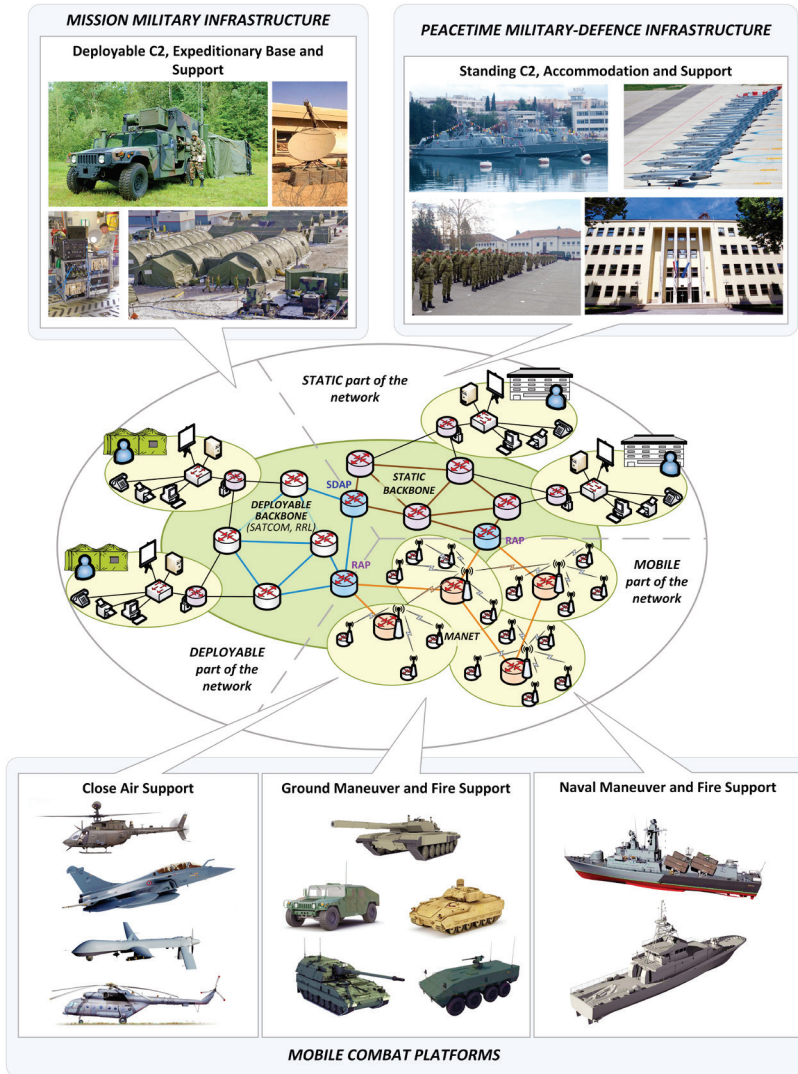 MISSION MILITARY INFRASTRUCTURE
Deployable C2, Expeditionary Base and
Support
PEACETIME MILITARY-DEFENCE INFRASTRUCTURE
Standing C2, Accommodation and Support
STATIC part of the
network
SDAP
STATIC
BACKBONE
DEPLOYABLE
BACKBONE
(SATCOM, RRL)
RAP
RAP
MOBILE
part of the
network
MANET
DEPLOYABLE
part of the
network
Close Air Support
Ground Maneuver and Fire Support
Naval Maneuver and Fire Support
MOBILE COMBAT PLATFORMS